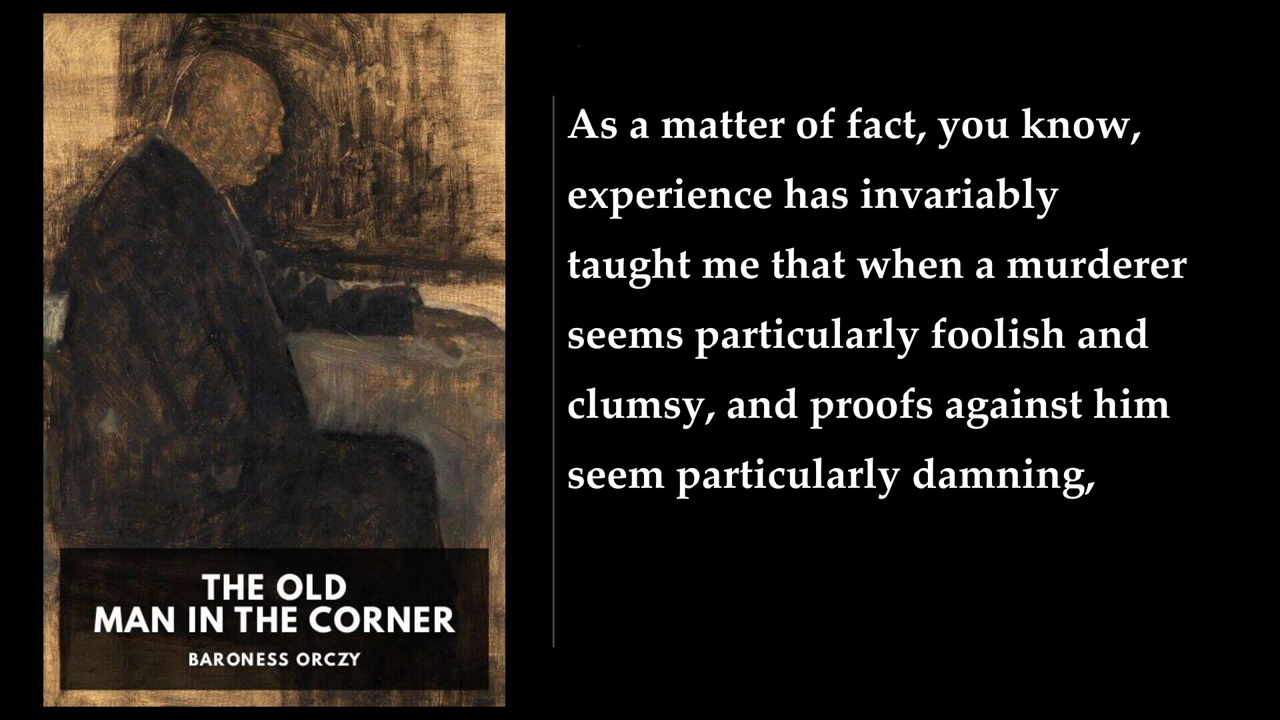 THE OLD
MAN IN THE CORNER
BARONESS ORCZY
As a matter of fact, you know,
experience has invariably
taught me that when a murderer
seems particularly foolish and
clumsy, and proofs against him
seem particularly damning,